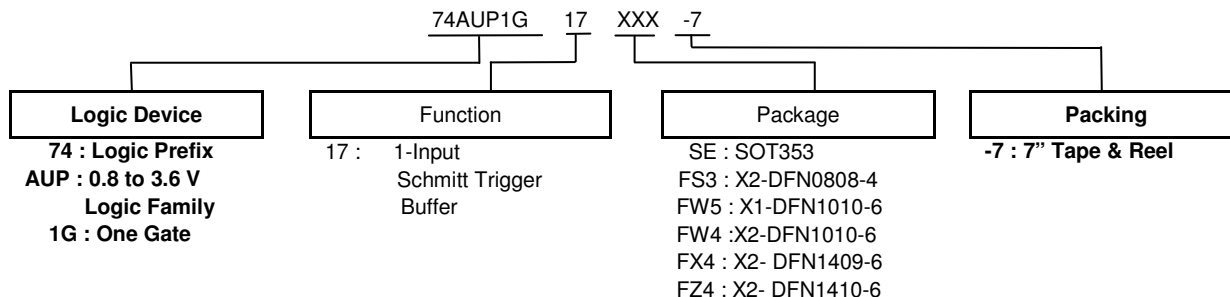 74AUP1G 17 XXX -7
Logic Device
74 : Logic Prefix
AUP : 0.8 to 3.6 V
Logic Family
1G : One Gate
Function
17 : 1-Input
Schmitt Trigger
Buffer
Package
SE : SOT353
FS3 : X2-DFN0808-4
FW5 : X1-DFN1010-6
FW4 :X2-DFN1010-6
FX4 : X2- DFN1409-6
FZ4 : X2- DFN1410-6
Packing
-7 : 7” Tape & Reel